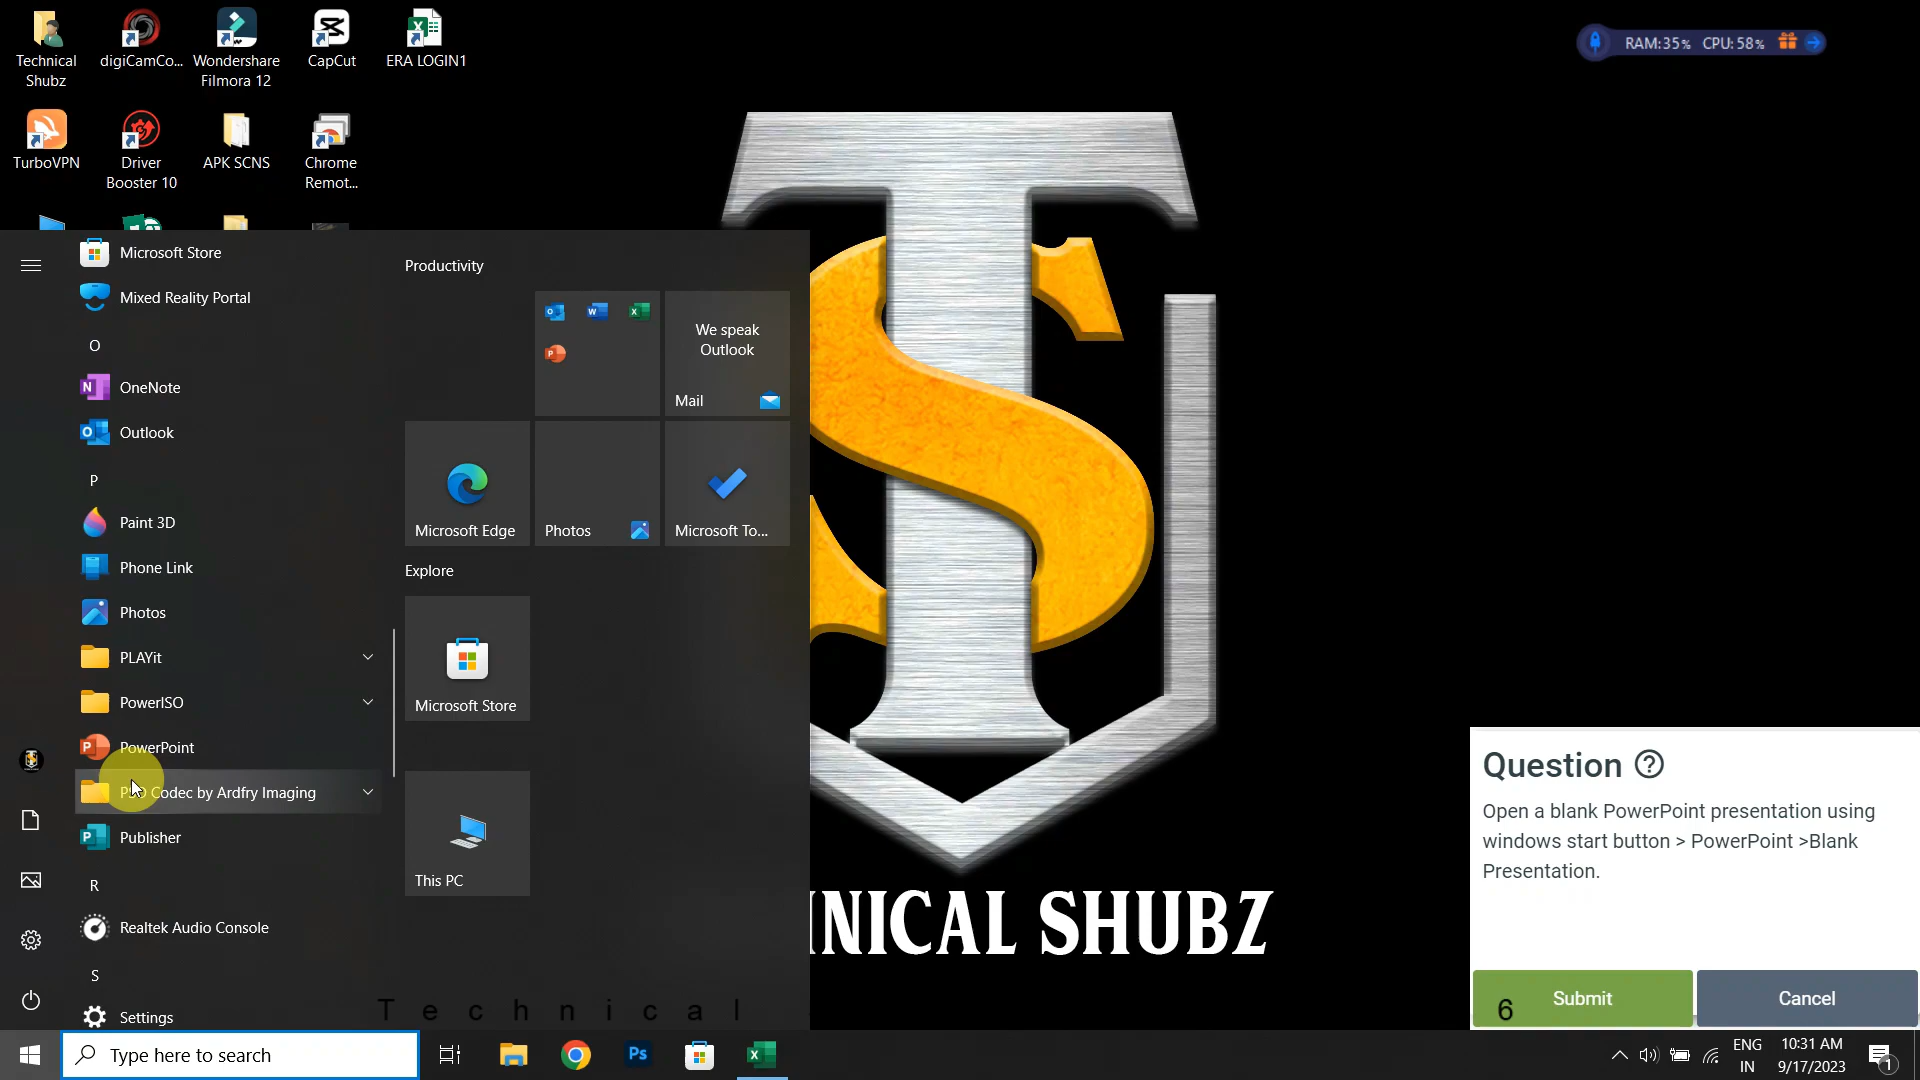 Technical
Shubz
digiCamCo...
Wondershare
Filmora 12
CapCut
ERA LOGIN1
RAM:35% CPU:58%
TurboVPN
Driver
Booster 10
APK SCNS
Chrome
Remot...
Microsoft Store
Mixed Reality Portal
O
OneNote
Outlook
P
Paint 3D
Phone Link
Photos
PLAYit
PowerISO
PowerPoint
Codec by Ardfry Imaging
Publisher
R
Realtek Audio Console
S
Settings
Productivity
We speak
Outlook
Mail
Microsoft Edge
Photos
Microsoft To...
Explore
Microsoft Store
This PC
NICAL SHUBZ
Technical
Question
Open a blank PowerPoint presentation using
windows start button > PowerPoint >Blank
Presentation.
6
Submit
Cancel
Type here to search
Ps
ENG
IN
10:31 AM
9/17/2023
1